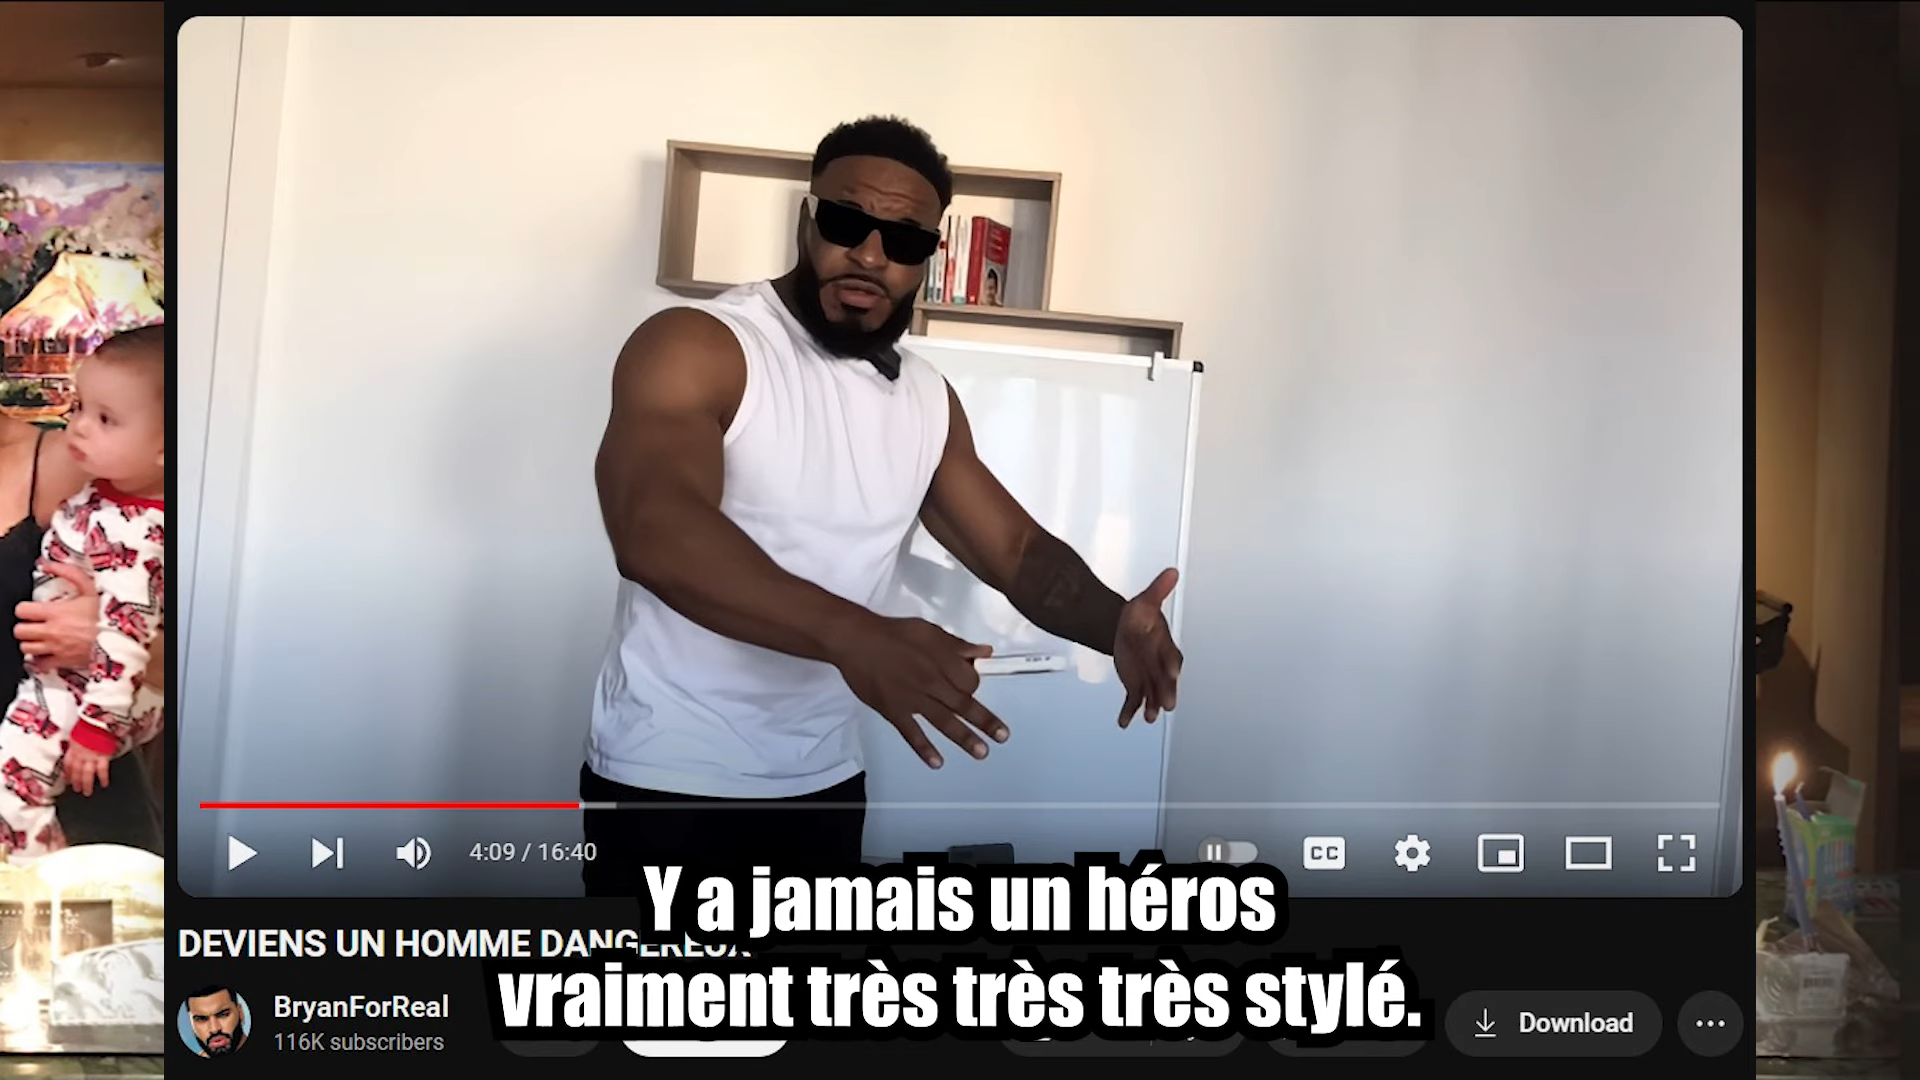 4:09 / 16:40
CC
Y a jamais un héros
DEVIENS UN HOMME DANGEREUX
vraiment très très très stylé.
BryanForReal
116K subscribers
Download